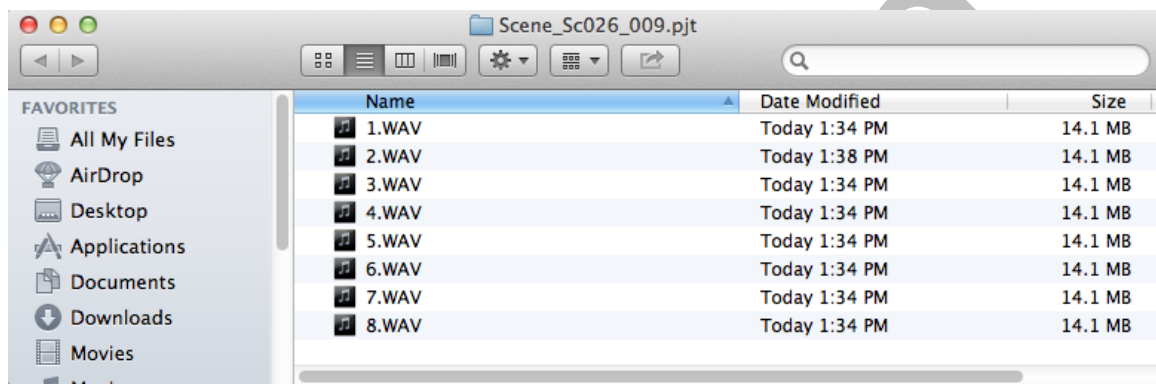 Scene_Sc026_009.pjt
FAVORITES
All My Files
AirDrop
Desktop
Applications
Documents
Downloads
Movies
Name Date Modified Size
1.WAV Today 1:34 PM 14.1 MB
2.WAV Today 1:38 PM 14.1 MB
3.WAV Today 1:34 PM 14.1 MB
4.WAV Today 1:34 PM 14.1 MB
5.WAV Today 1:34 PM 14.1 MB
6.WAV Today 1:34 PM 14.1 MB
7.WAV Today 1:34 PM 14.1 MB
8.WAV Today 1:34 PM 14.1 MB